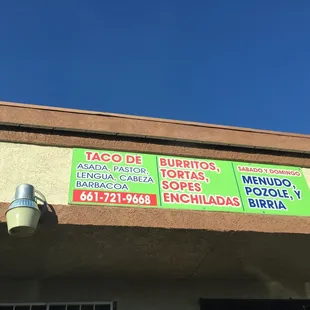 TACO DE
ASADA, PASTOR,
LENGUA, CABEZA
BARBACOA
661-721-9668
BURRITOS,
TORTAS,
SOPES
ENCHILADAS
SABADO Y DOMINGO
MENUDO,
POZOLE, Y
BIRRIA